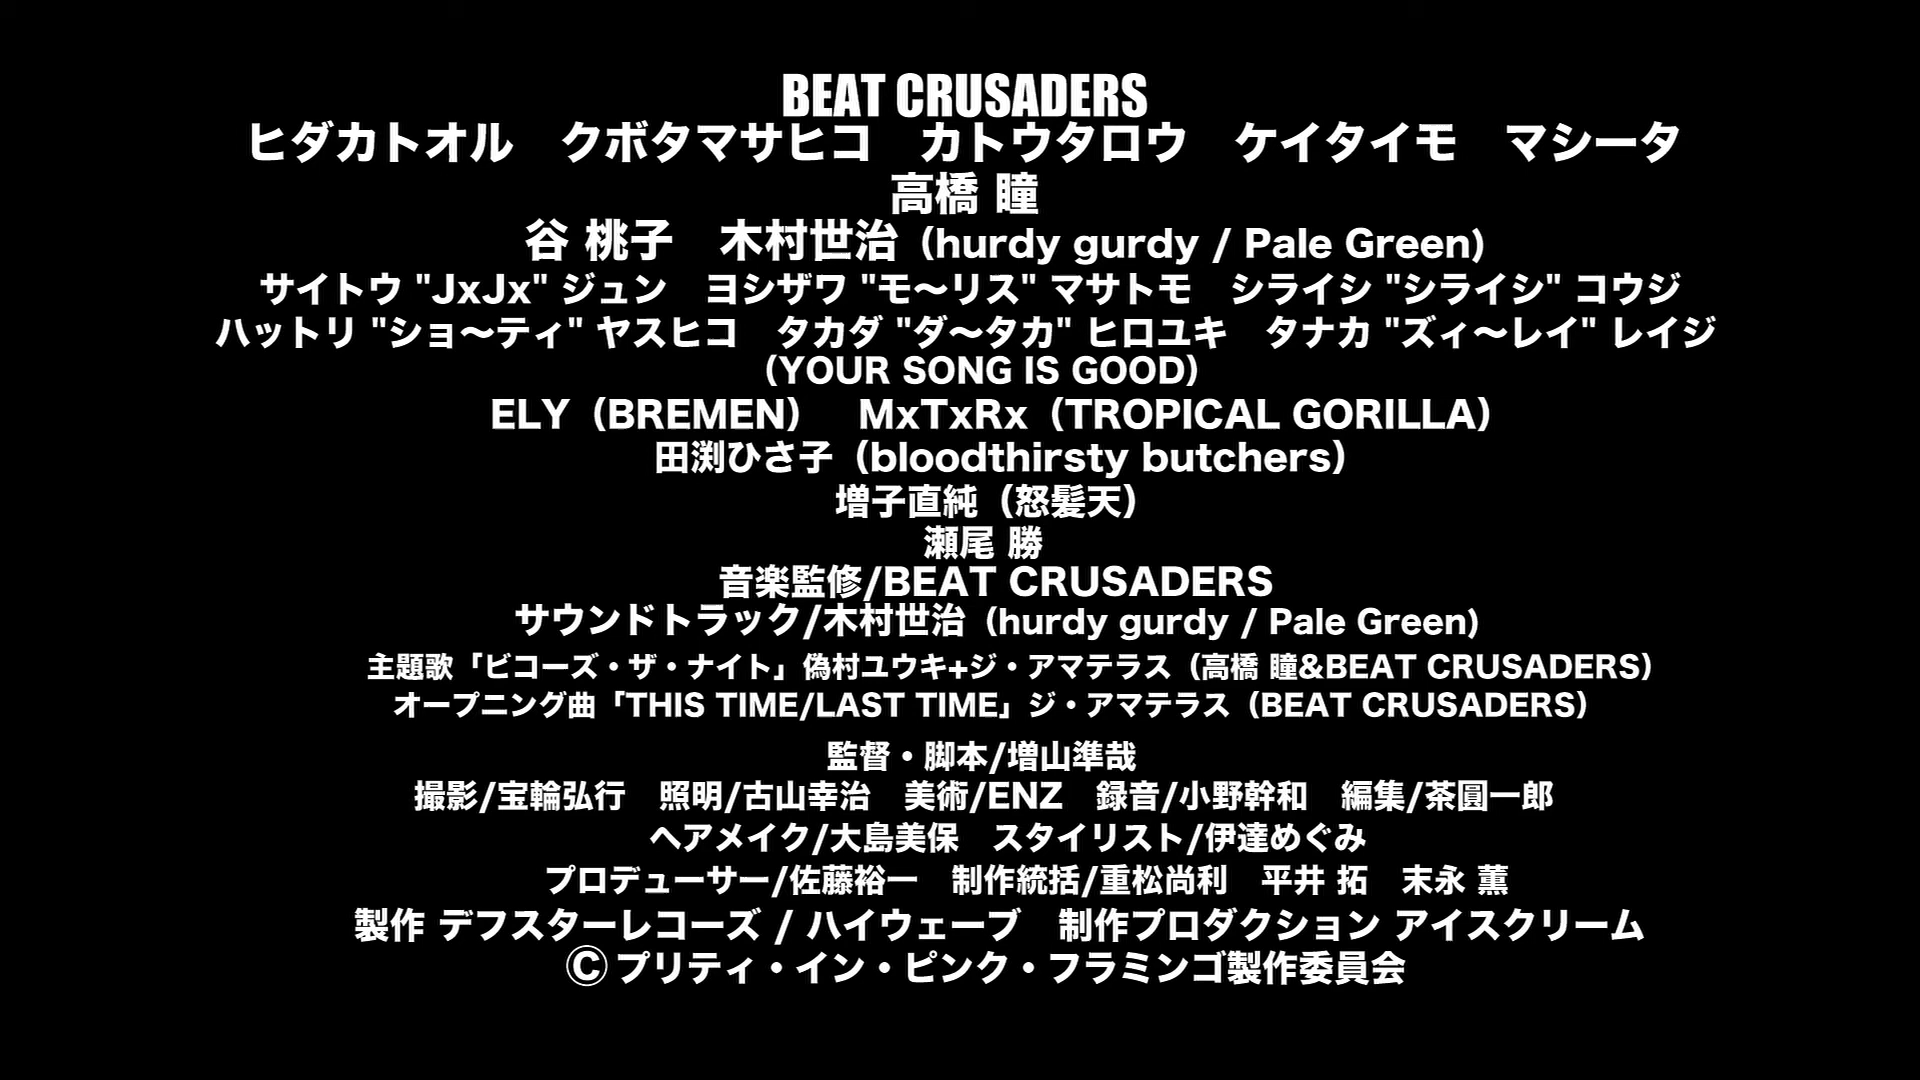 BEAT CRUSADERS
ヒダカトオル　クボタマサヒコ　カトウタロウ　ケイタイモ　マシータ
高橋 瞳
谷 桃子　木村世治（hurdy gurdy / Pale Green)
サイトウ "JxJx" ジュン　ヨシザワ "モ〜リス" マサトモ　シライシ "シライシ" コウジ
ハットリ "ショ〜ティ" ヤスヒコ　タカダ "ダ〜タカ" ヒロユキ　タナカ "ズィ〜レイ" レイジ
（YOUR SONG IS GOOD）
ELY（BREMEN）　MxTxRx（TROPICAL GORILLA）
田渕ひさ子（bloodthirsty butchers）
増子直純（怒髪天）
瀬尾 勝
音楽監修/BEAT CRUSADERS
サウンドトラック/木村世治（hurdy gurdy / Pale Green)
主題歌「ビコーズ・ザ・ナイト」偽村ユウキ+ジ・アマテラス（高橋 瞳&BEAT CRUSADERS）
オープニング曲「THIS TIME/LAST TIME」ジ・アマテラス（BEAT CRUSADERS）
監督・脚本/増山準哉
撮影/宝輪弘行　照明/古山幸治　美術/ENZ　録音/小野幹和　編集/茶圓一郎
ヘアメイク/大島美保　スタイリスト/伊達めぐみ
プロデューサー/佐藤裕一　制作統括/重松尚利　平井 拓　末永 薫
製作 デフスターレコーズ / ハイウェーブ　制作プロダクション アイスクリーム
Ⓒ プリティ・イン・ピンク・フラミンゴ製作委員会